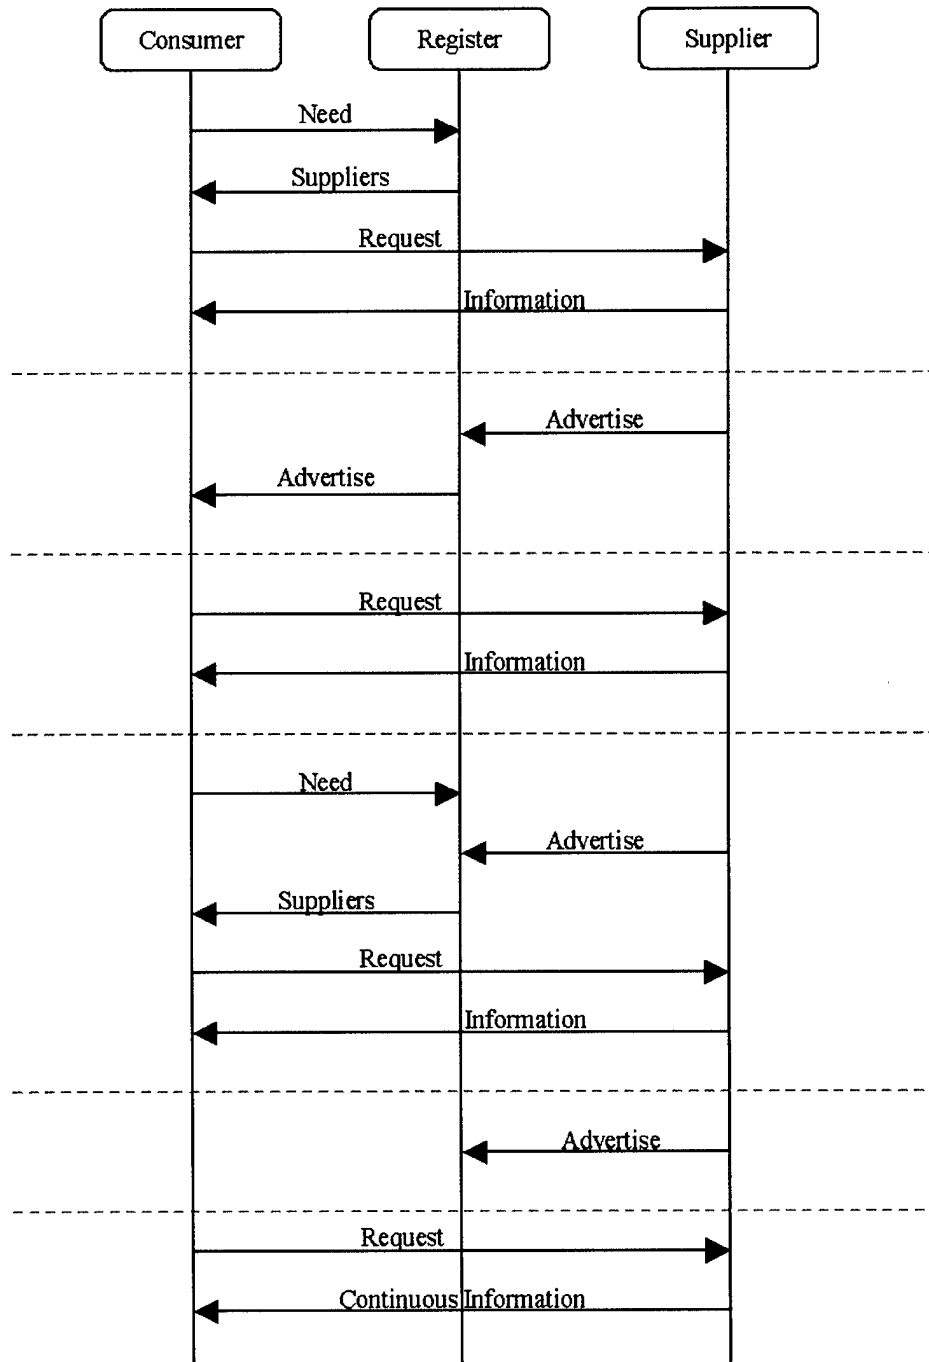 Consumer
Register
Supplier
Need
Suppliers
Request
Information
Advertise
Advertise
Request
Information
Need
Advertise
Suppliers
Request
Information
Advertise
Request
Continuous Information